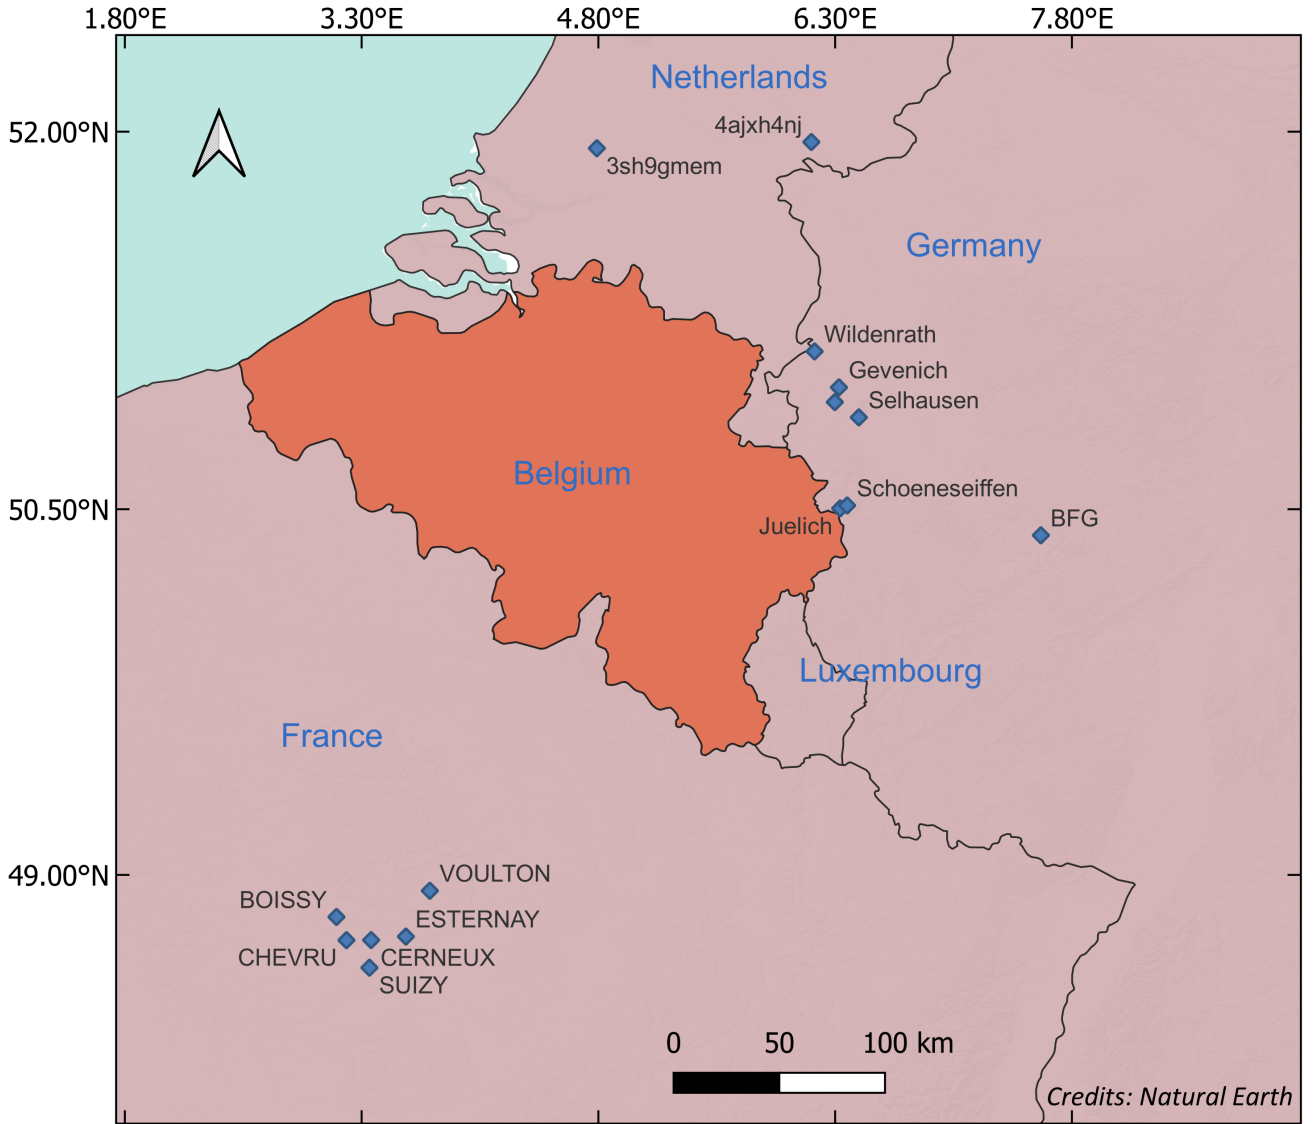 1.80°E 3.30°E 4.80°E 6.30°E 7.80°E
Netherlands
4ajxh4nj
52.00°N
3sh9gmem
Germany
Wildenrath
Gevenich
Selhausen
Belgium
Schoeneseiffen
50.50°N
BFG
Juelich
Luxembourg
France
49.00°N
VOULTON
BOISSY
ESTERNAY
CHEVRU
CERNEUX
SUIZY
0 50 100 km
Credits: Natural Earth